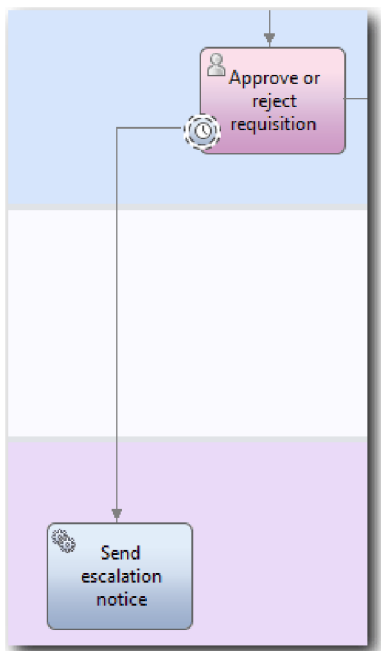 Approve or
reject
requisition
Send
escalation
notice